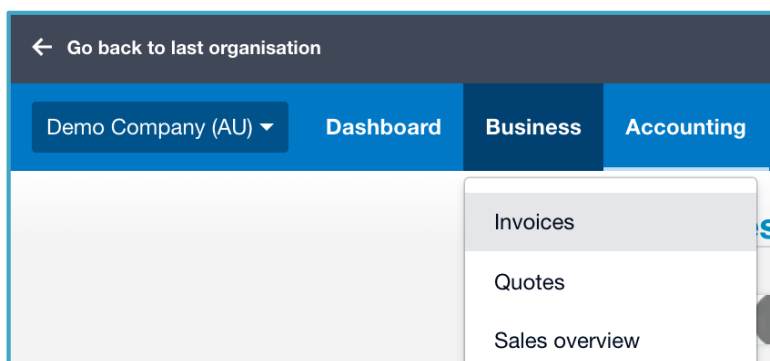 Go back to last organisation
Demo Company (AU) Dashboard Business Accounting
Invoices
Quotes
Sales overview